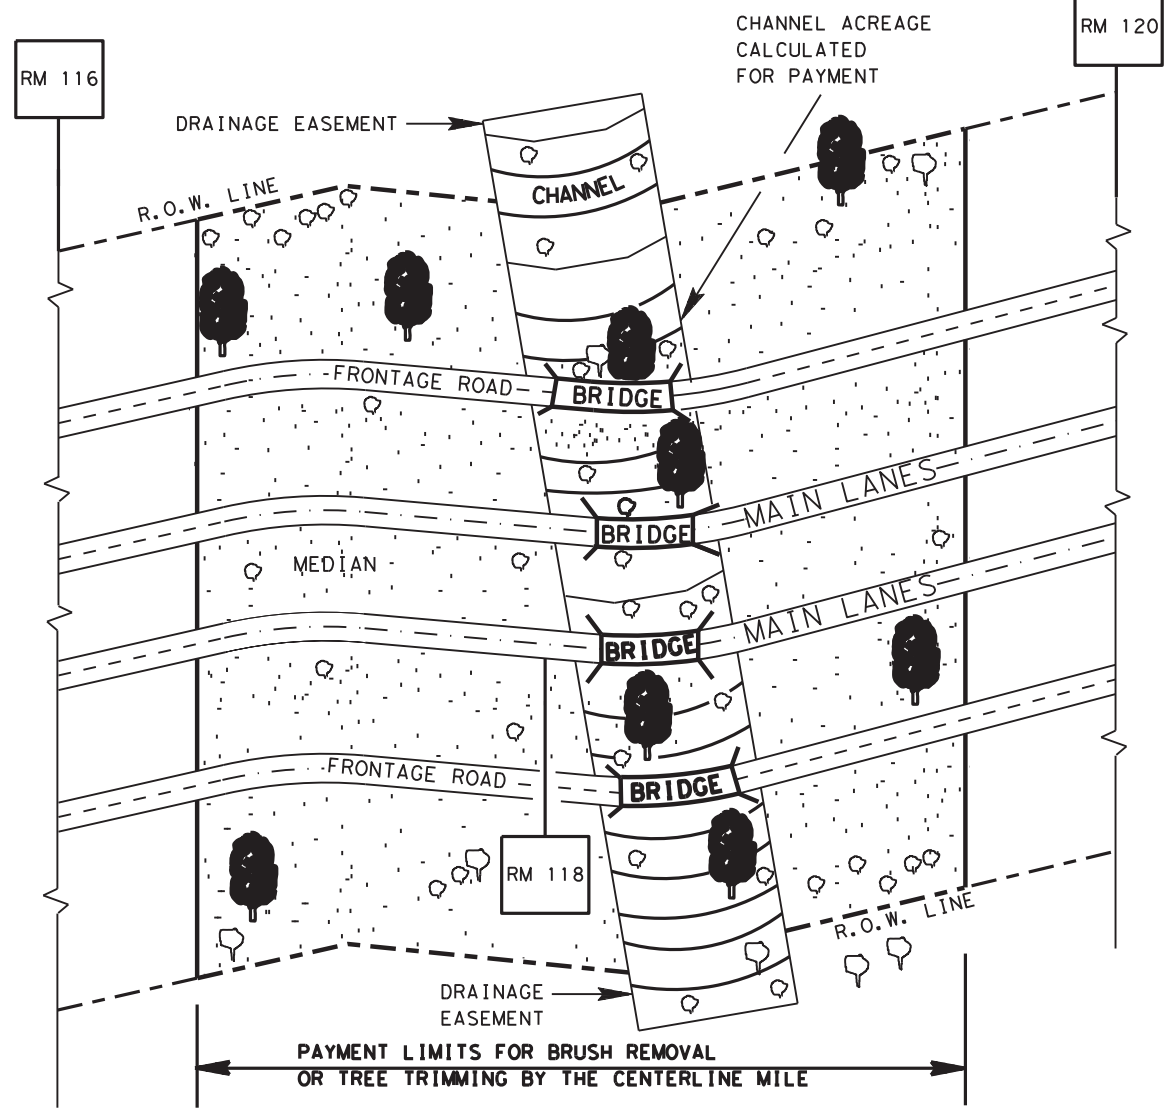 CHANNEL ACREAGE
CALCULATED
FOR PAYMENT
RM 120
RM 116
DRAINAGE EASEMENT
R.O.W. LINE
CHANNEL
FRONTAGE ROAD
BRIDGE
MAIN LANES
BRIDGE
MEDIAN
MAIN LANES
BRIDGE
FRONTAGE ROAD
BRIDGE
RM 118
R.O.W. LINE
DRAINAGE
EASEMENT
PAYMENT LIMITS FOR BRUSH REMOVAL
OR TREE TRIMMING BY THE CENTERLINE MILE